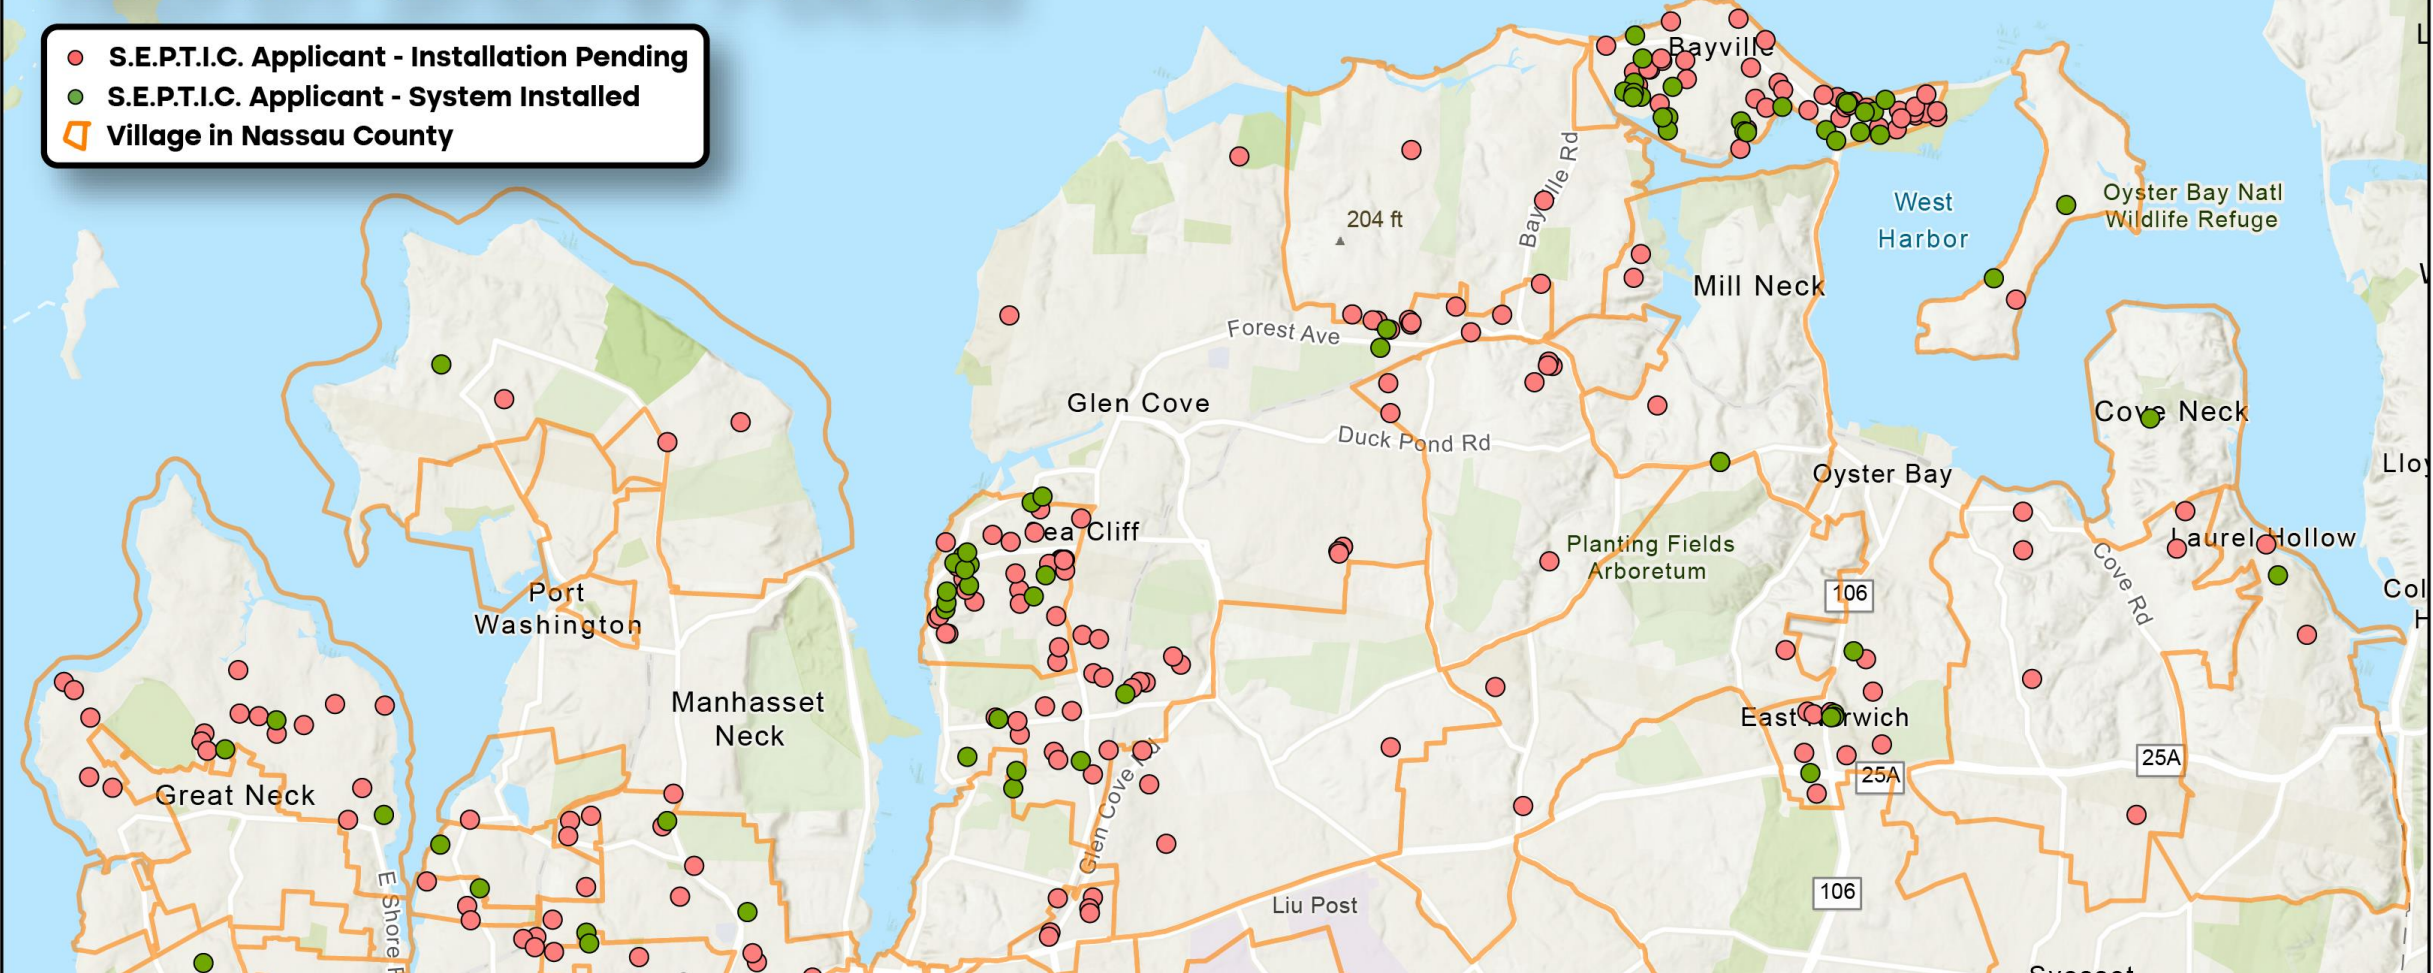 S.E.P.T.I.C. Applicant - Installation Pending
S.E.P.T.I.C. Applicant - System Installed
Village in Nassau County
Bayville
Bayville Rd
204 ft
West
Harbor
Oyster Bay Natl
Wildlife Refuge
Mill Neck
Forest Ave
Glen Cove
Duck Pond Rd
Cove Neck
Oyster Bay
Sea Cliff
Planting Fields
Arboretum
Laurel Hollow
Cove Rd
106
Port
Washington
Manhasset
Neck
East Norwich
25A
25A
Great Neck
Glen Cove Rd
E Shore
Liu Post
106